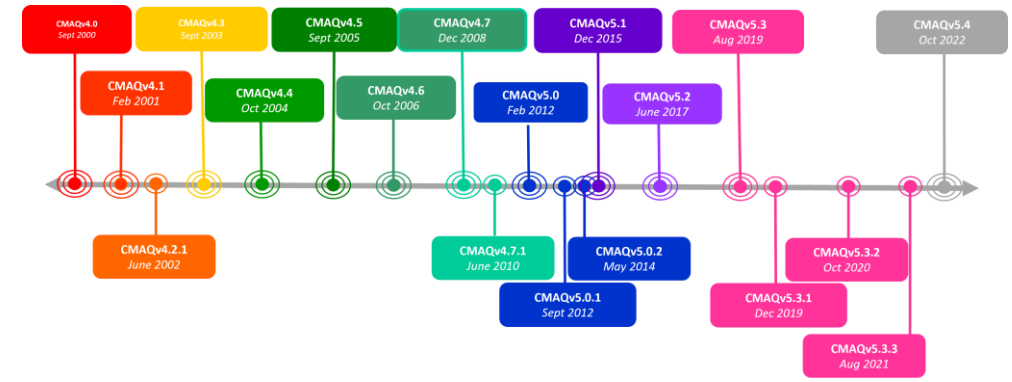 CMAQv4.0
Sept 2000
CMAQv4.3
Sept 2003
CMAQv4.5
Sept 2005
CMAQv4.7
Dec 2008
CMAQv5.1
Dec 2015
CMAQv5.3
Aug 2019
CMAQv5.4
Oct 2022
CMAQv4.1
Feb 2001
CMAQv4.4
Oct 2004
CMAQv4.6
Oct 2006
CMAQv5.0
Feb 2012
CMAQv5.2
June 2017
CMAQv4.2.1
June 2002
CMAQv4.7.1
June 2010
CMAQv5.0.2
May 2014
CMAQv5.3.2
Oct 2020
CMAQv5.0.1
Sept 2012
CMAQv5.3.1
Dec 2019
CMAQv5.3.3
Aug 2021